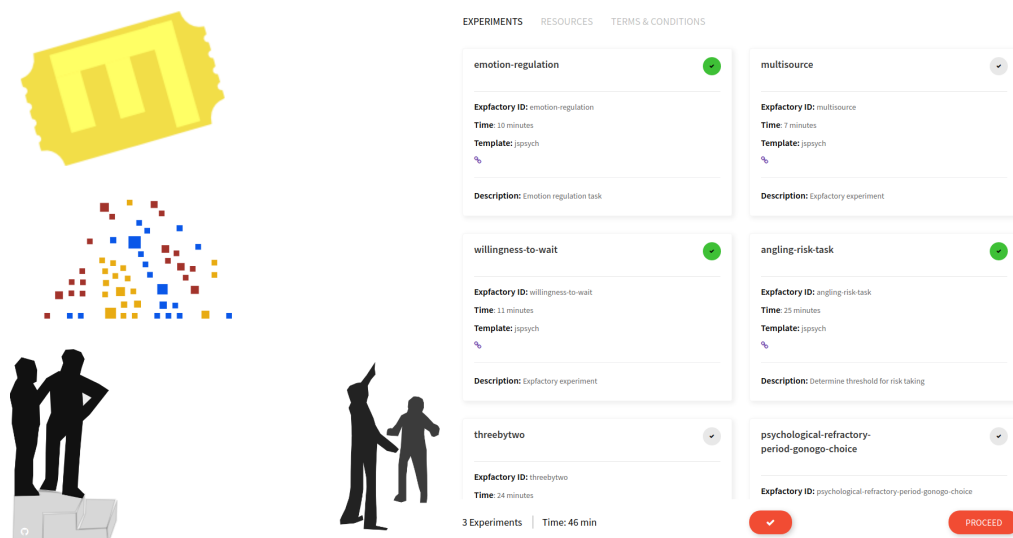 EXPERIMENTS RESOURCES TERMS & CONDITIONS
emotion-regulation
Expfactory ID: emotion-regulation
Time: 10 minutes
Template: jspsych
Description: Emotion regulation task
multisource
Expfactory ID: multisource
Time: 7 minutes
Template: jspsych
Description: Expfactory experiment
willingness-to-wait
Expfactory ID: willingness-to-wait
Time: 11 minutes
Template: jspsych
Description: Expfactory experiment
angling-risk-task
Expfactory ID: angling-risk-task
Time: 25 minutes
Template: jspsych
Description: Determine threshold for risk taking
threebytwo
Expfactory ID: threebytwo
Time: 24 minutes
psychological-refractory-
period-gonogo-choice
Expfactory ID: psychological-refractory-period-gonogo-choice
3 Experiments Time: 46 min
PROCEED